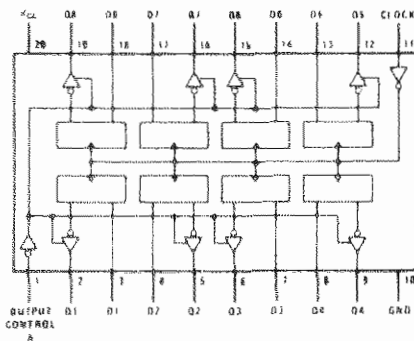 VCC Q8 D8 D7 Q7 Q6 D6 D5 Q5 CLOCK
20 19 18 17 16 15 14 13 12 11
1 2 3 4 5 6 7 8 9 10
OUTPUT Q1 D1 D2 Q2 Q3 D3 D4 Q4 GND
CONTROL